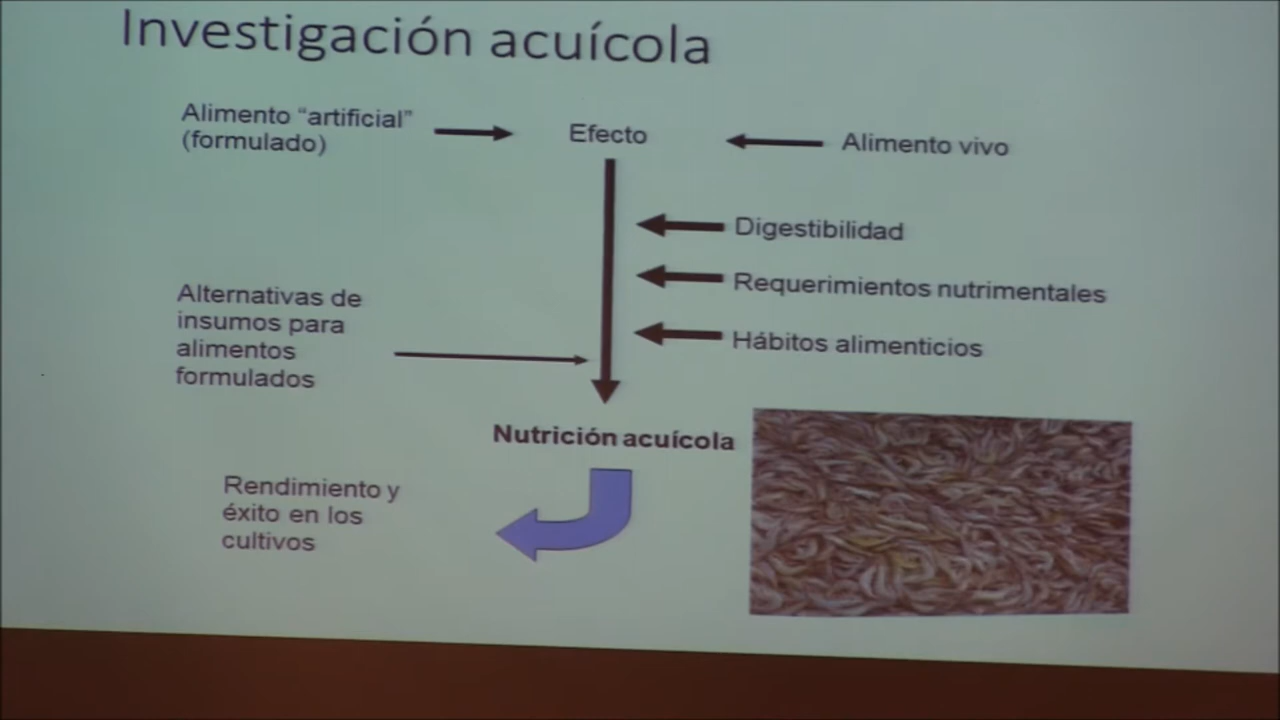 Investigación acuícola
Alimento “artificial”
(formulado)
Efecto
Alimento vivo
Digestibilidad
Requerimientos nutrimentales
Hábitos alimenticios
Alternativas de
insumos para
alimentos
formulados
Nutrición acuícola
Rendimiento y
éxito en los
cultivos